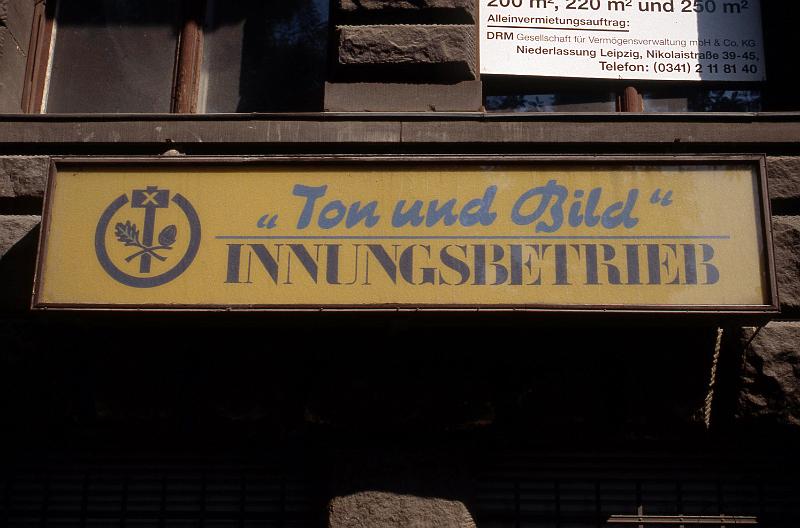 200 m², 220 m² und 250 m²
Alleinvermietungsauftrag:
DRM Gesellschaft für Vermögensverwaltung mbH & Co. KG
Niederlassung Leipzig, Nikolaistraße 39-45,
Telefon: (0341) 2 11 81 40
„Ton und Bild“
INNUNGSBETRIEB